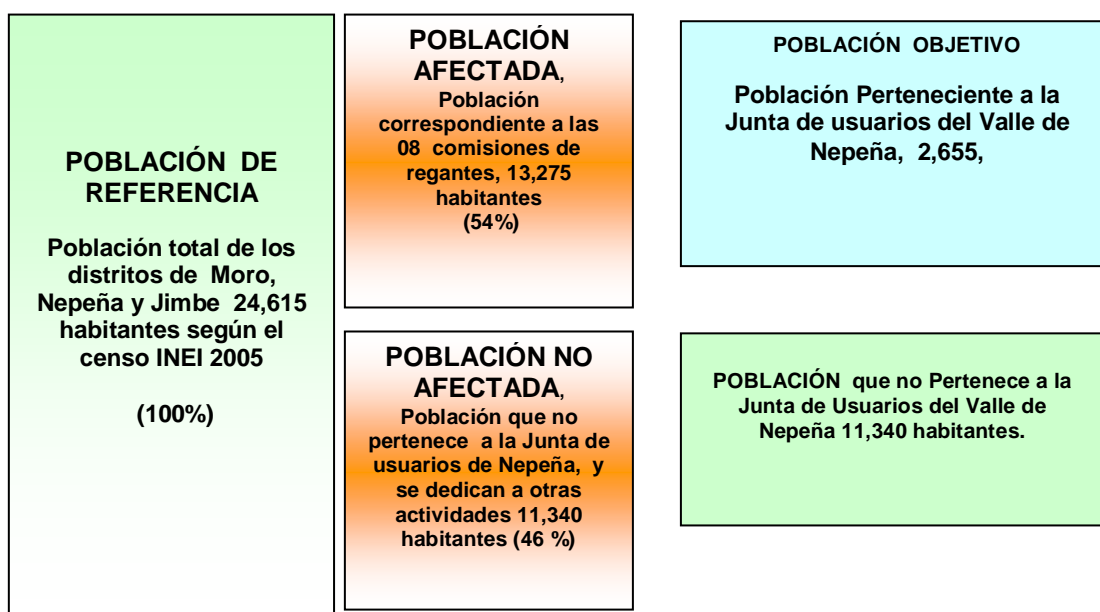 POBLACIÓN DE
REFERENCIA
Población total de los
distritos de Moro,
Nepeña y Jimbe 24,615
habitantes según el
censo INEI 2005
(100%)
POBLACIÓN
AFECTADA,
Población
correspondiente a las
08 comisiones de
regantes, 13,275
habitantes
(54%)
POBLACIÓN NO
AFECTADA,
Población que no
pertenece a la Junta de
usuarios de Nepeña, y
se dedican a otras
actividades 11,340
habitantes (46 %)
POBLACIÓN OBJETIVO
Población Perteneciente a la
Junta de usuarios del Valle de
Nepeña, 2,655,
POBLACIÓN que no Pertenece a la
Junta de Usuarios del Valle de
Nepeña 11,340 habitantes.